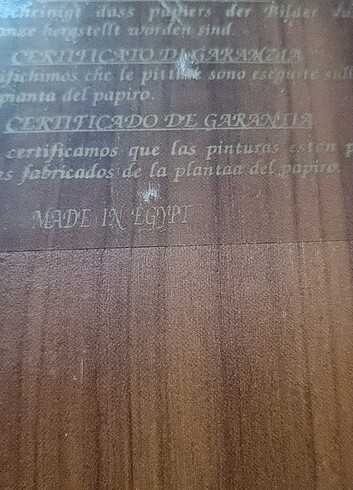 scheinigt dass papiers der Bilder
anze hergstellt worden sind.
CERTIFICATO DI GARANZIA
ifichimos che le pitture sono eseguite sull
pianta del papiro.
CERTIFICADO DE GARANTIA
certificamos que las pinturas esten p
es fabricados de la plantaa del papiro.
MADE IN EGYPT